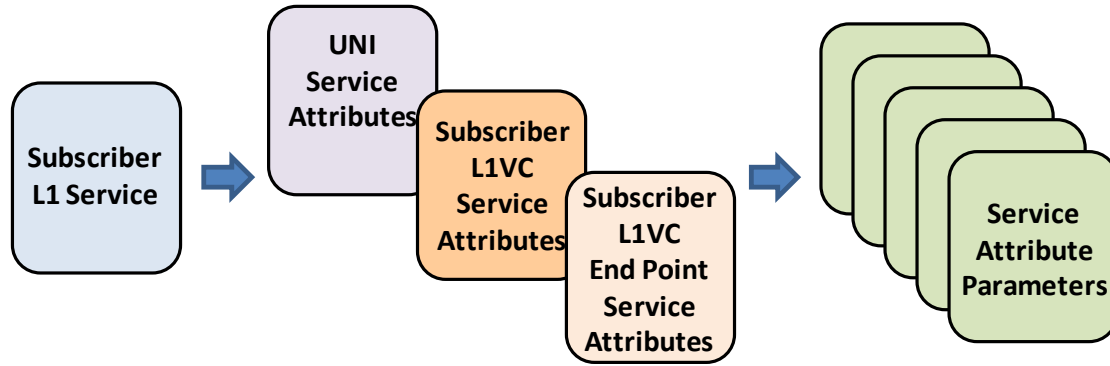 Subscriber
L1 Service
UNI
Service
Attributes
Subscriber
L1VC
Service
Attributes
Subscriber
L1VC
End Point
Service
Attributes
Service
Attribute
Parameters